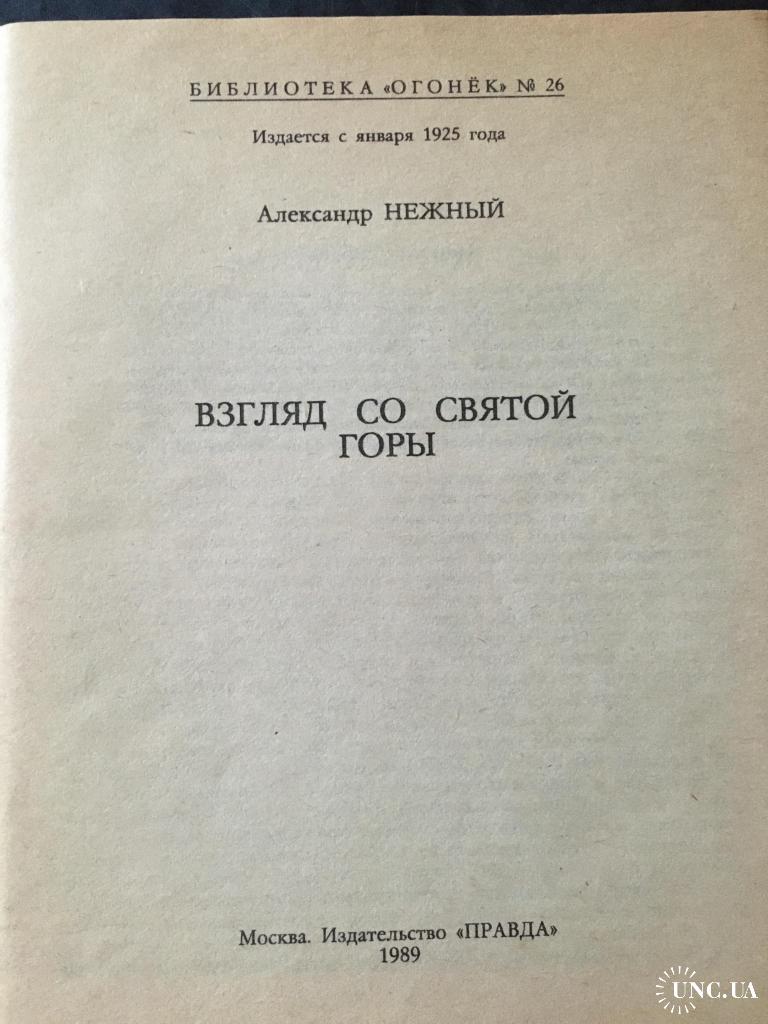 БИБЛИОТЕКА «ОГОНЁК» № 26
Издается с января 1925 года
Александр НЕЖНЫЙ
ВЗГЛЯД СО СВЯТОЙ
ГОРЫ
Москва. Издательство «ПРАВДА»
1989
UNC.UA